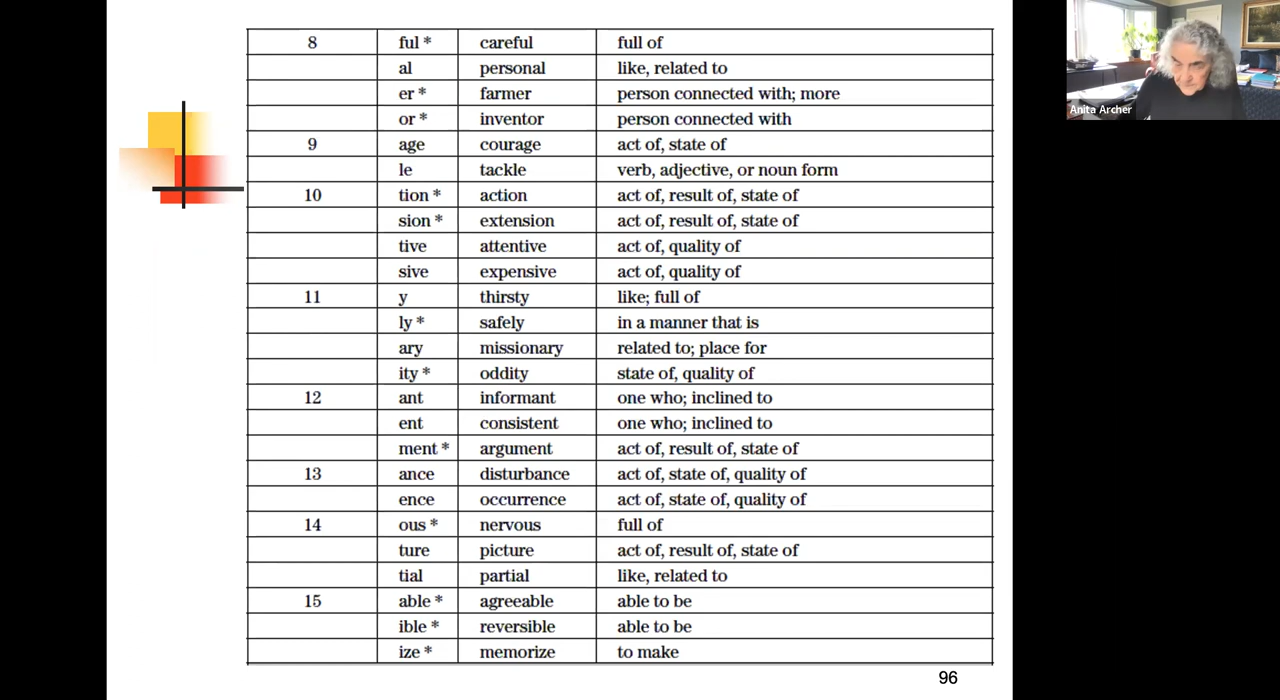 8 ful * careful full of
al personal like, related to
er * farmer person connected with; more
or * inventor person connected with
9 age courage act of, state of
le tackle verb, adjective, or noun form
10 tion * action act of, result of, state of
sion * extension act of, result of, state of
tive attentive act of, quality of
sive expensive act of, quality of
11 y thirsty like; full of
ly * safely in a manner that is
ary missionary related to; place for
ity * oddity state of, quality of
12 ant informant one who; inclined to
ent consistent one who; inclined to
ment * argument act of, result of, state of
13 ance disturbance act of, state of, quality of
ence occurrence act of, state of, quality of
14 ous * nervous full of
ture picture act of, result of, state of
tial partial like, related to
15 able * agreeable able to be
ible * reversible able to be
ize * memorize to make
96
Anita Archer